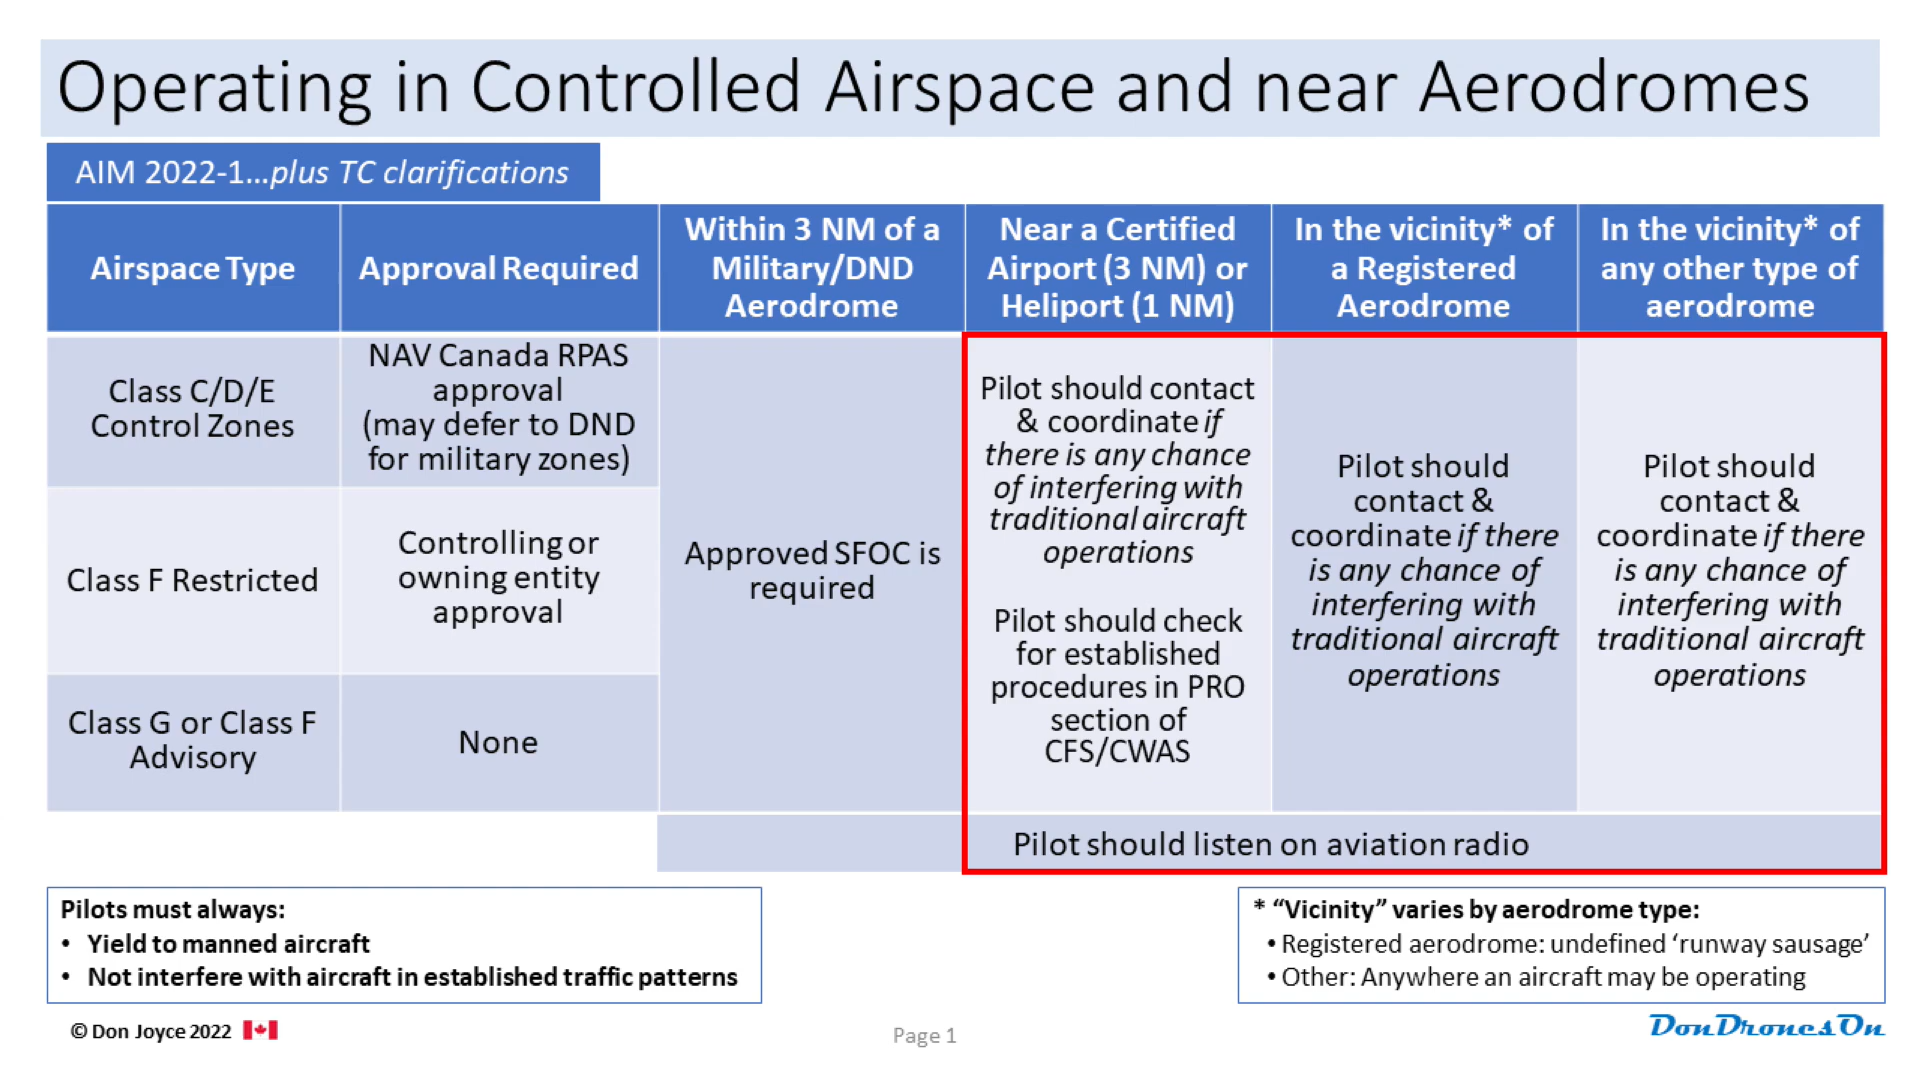 Operating in Controlled Airspace and near Aerodromes
AIM 2022-1...plus TC clarifications
Airspace Type
Approval Required
Within 3 NM of a
Military/DND
Aerodrome
Near a Certified
Airport (3 NM) or
Heliport (1 NM)
In the vicinity* of
a Registered
Aerodrome
In the vicinity* of
any other type of
aerodrome
Class C/D/E
Control Zones
NAV Canada RPAS
approval
(may defer to DND
for military zones)
Class F Restricted
Controlling or
owning entity
approval
Class G or Class F
Advisory
None
Approved SFOC is
required
Pilot should contact
& coordinate if
there is any chance
of interfering with
traditional aircraft
operations
Pilot should check
for established
procedures in PRO
section of
CFS/CWAS
Pilot should
contact &
coordinate if there
is any chance of
interfering with
traditional aircraft
operations
Pilot should
contact &
coordinate if there
is any chance of
interfering with
traditional aircraft
operations
Pilot should listen on aviation radio
Pilots must always:
• Yield to manned aircraft
• Not interfere with aircraft in established traffic patterns
* “Vicinity” varies by aerodrome type:
• Registered aerodrome: undefined ‘runway sausage’
• Other: Anywhere an aircraft may be operating
© Don Joyce 2022
Page 1
DonDronesOn